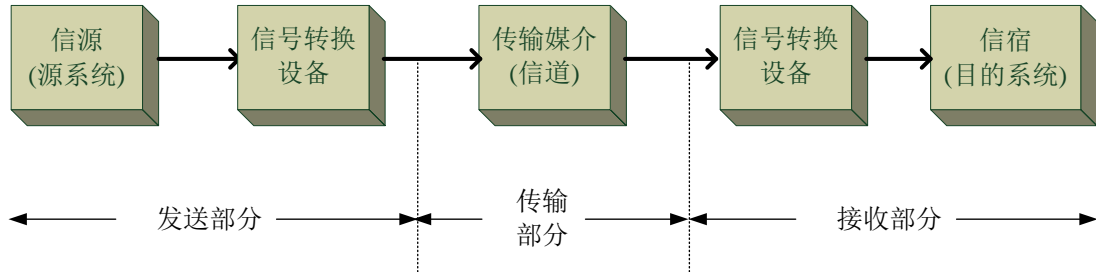 信源
(源系统)
信号转换
设备
传输媒介
(信道)
信号转换
设备
信宿
(目的系统)
发送部分
传输
部分
接收部分